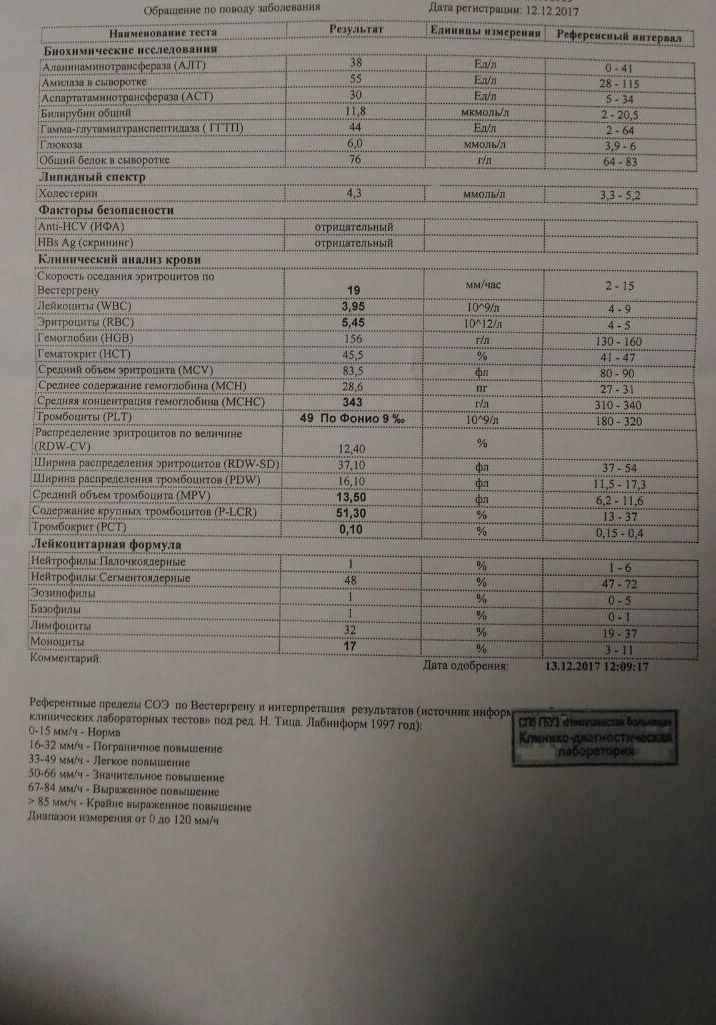 Обращение по поводу заболевания Дата регистрации: 12.12.2017
Наименование теста Результат Единицы измерения Референсный интервал
Биохимические исследования
Аланинаминотрансфераза (АЛТ) 38 Ед/л 0 - 41
Амилаза в сыворотке 55 Ед/л 28 - 115
Аспартатаминотрансфераза (АСТ) 30 Ед/л 5 - 34
Билирубин общий 11,8 мкмоль/л 2 - 20,5
Гамма-глутамилтранспептидаза ( ГГТП) 44 Ед/л 2 - 64
Глюкоза 6,0 ммоль/л 3,9 - 6
Общий белок в сыворотке 76 г/л 64 - 83
Липидный спектр
Холестерин 4,3 ммоль/л 3,3 - 5,2
Факторы безопасности
Anti-HCV (ИФА) отрицательный
HBs Ag (скрининг) отрицательный
Клинический анализ крови
Скорость оседания эритроцитов по
Вестергрену 19 мм/час 2 - 15
Лейкоциты (WBC) 3,95 10^9/л 4 - 9
Эритроциты (RBC) 5,45 10^12/л 4 - 5
Гемоглобин (HGB) 156 г/л 130 - 160
Гематокрит (HCT) 45,5 % 41 - 47
Средний объем эритроцита (MCV) 83,5 фл 80 - 90
Среднее содержание гемоглобина (MCH) 28,6 пг 27 - 31
Средняя концентрация гемоглобина (MCHC) 343 г/л 310 - 340
Тромбоциты (PLT) 49 По Фонио 9 ‰ 10^9/л 180 - 320
Распределение эритроцитов по величине
(RDW-CV) 12,40 %
Ширина распределения эритроцитов (RDW-SD) 37,10 фл 37 - 54
Ширина распределения тромбоцитов (PDW) 16,10 фл 11,5 - 17,3
Средний объем тромбоцита (MPV) 13,50 фл 6,2 - 11,6
Содержание крупных тромбоцитов (P-LCR) 51,30 % 13 - 37
Тромбокрит (PCT) 0,10 % 0,15 - 0,4
Лейкоцитарная формула
Нейтрофилы:Палочкоядерные 1 % 1 - 6
Нейтрофилы:Сегментоядерные 48 % 47 - 72
Эозинофилы 1 % 0 - 5
Базофилы 1 % 0 - 1
Лимфоциты 32 % 19 - 37
Моноциты 17 % 3 - 11
Комментарий: Дата одобрения: 13.12.2017 12:09:17
Референтные пределы СОЭ по Вестергрену и интерпретация результатов (источник
клинических лабораторных тестов» под ред. Н. Тица. Лабинформ 1997 год);
0-15 мм/ч - Норма
16-32 мм/ч - Пограничное повышение
33-49 мм/ч - Легкое повышение
50-66 мм/ч - Значительное повышение
67-84 мм/ч - Выраженное повышение
> 85 мм/ч - Крайне выраженное повышение
Диапазон измерения от 0 до 120 мм/ч
СПб ГБУЗ «Николаевская больница»
Клинико-диагностическая
лаборатория